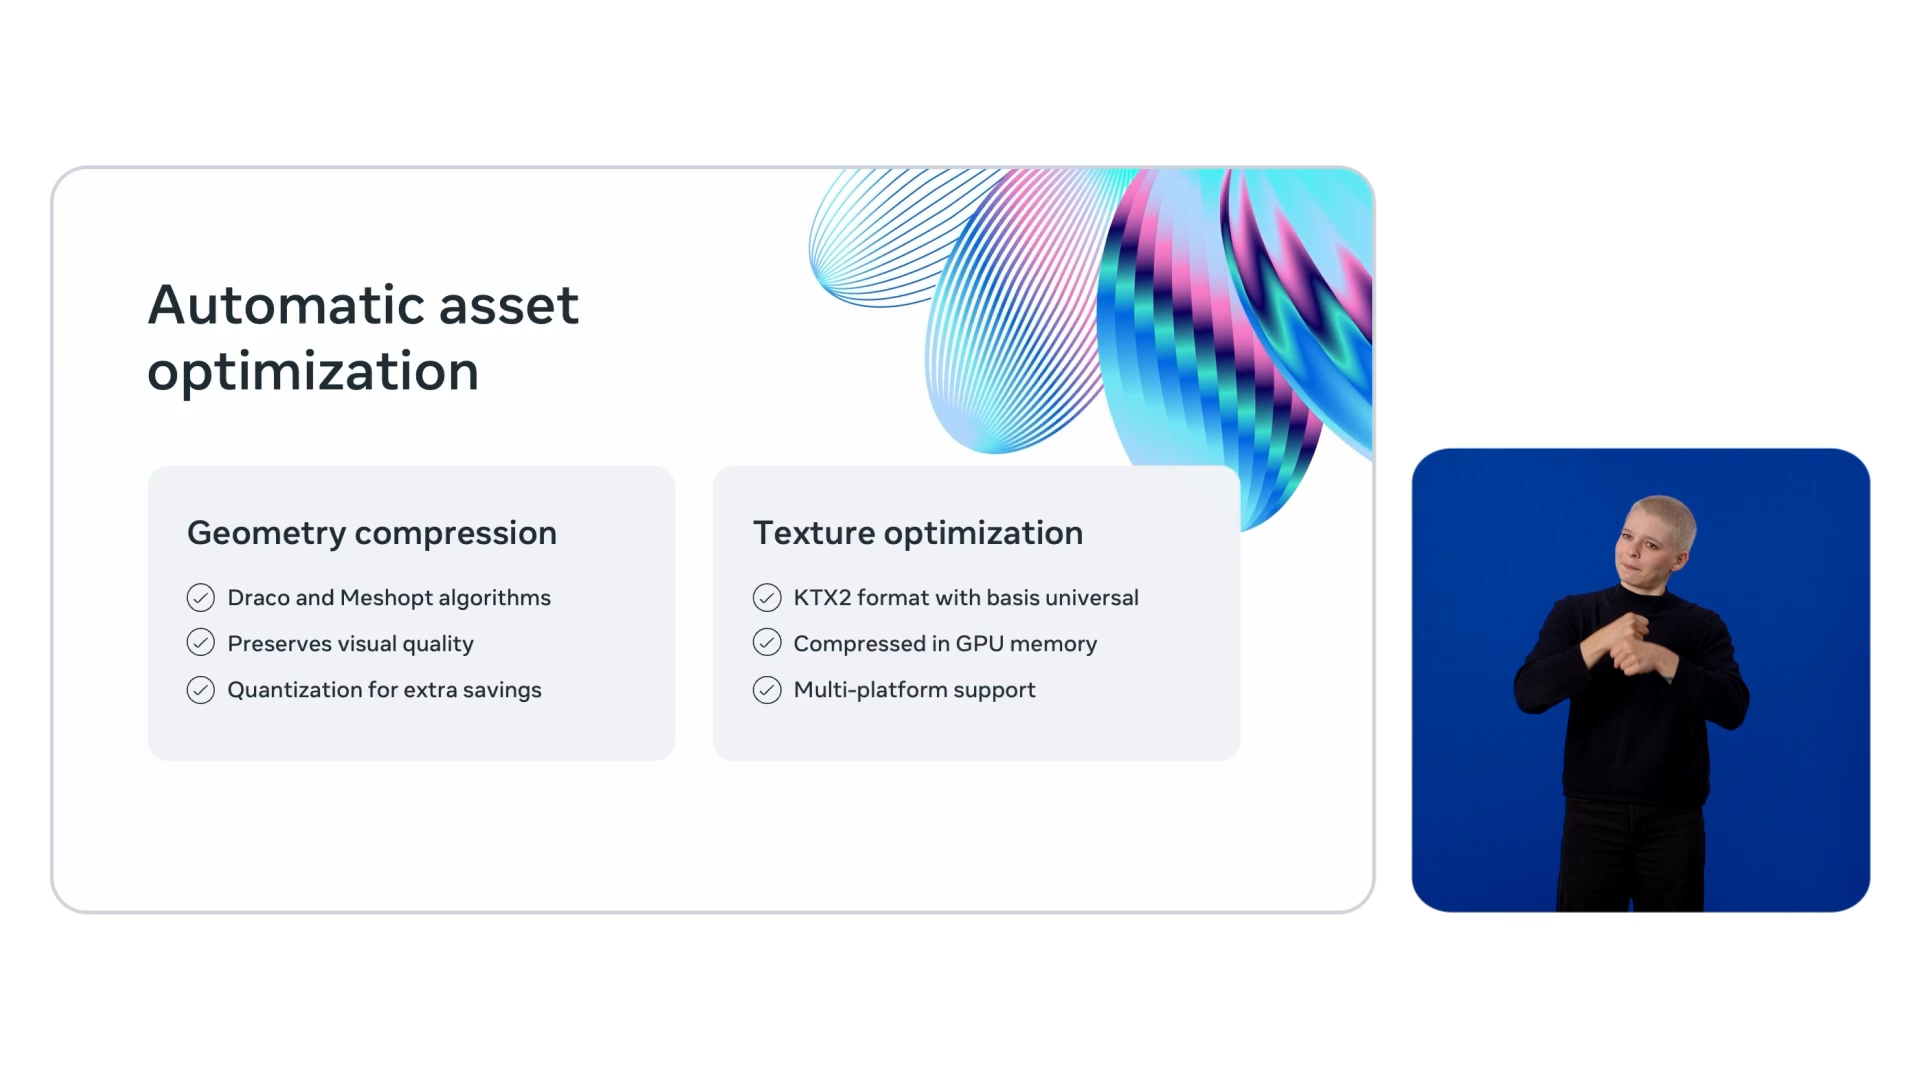 Automatic asset
optimization
Geometry compression
Draco and Meshopt algorithms
Preserves visual quality
Quantization for extra savings
Texture optimization
KTX2 format with basis universal
Compressed in GPU memory
Multi-platform support